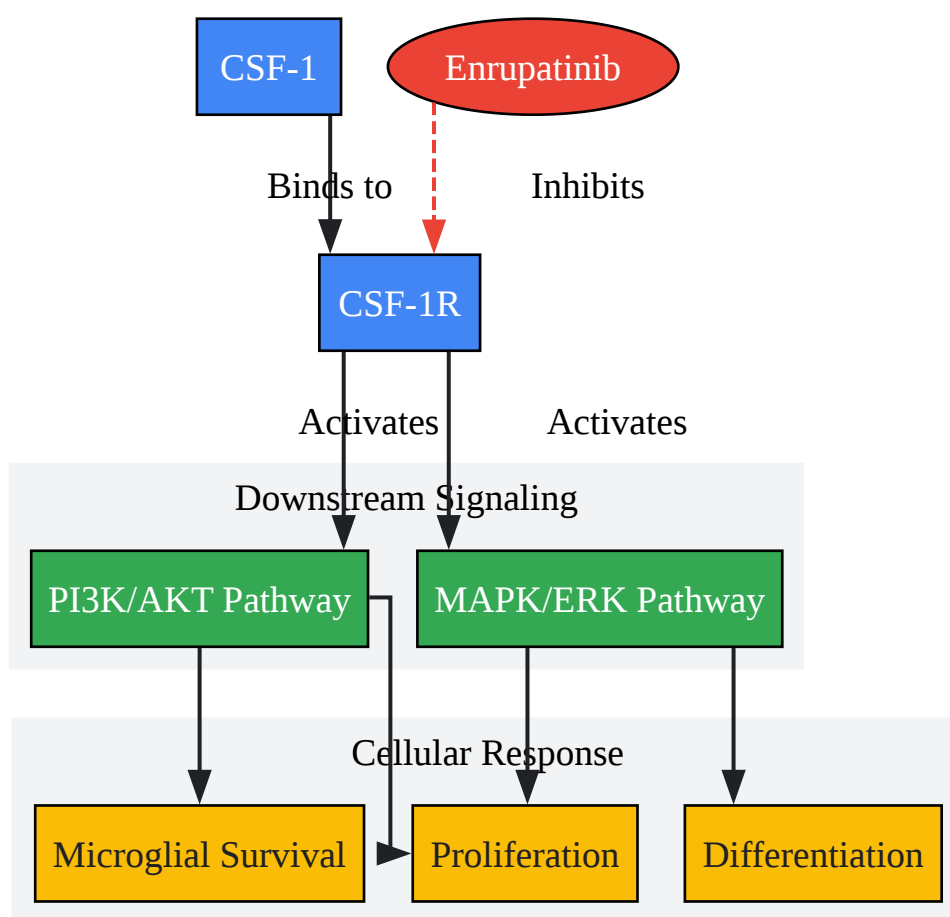 CSF-1
Enrupatinib
Binds to
Inhibits
CSF-1R
Activates
Activates
Downstream Signaling
PI3K/AKT Pathway
MAPK/ERK Pathway
Cellular Response
Microglial Survival
Proliferation
Differentiation